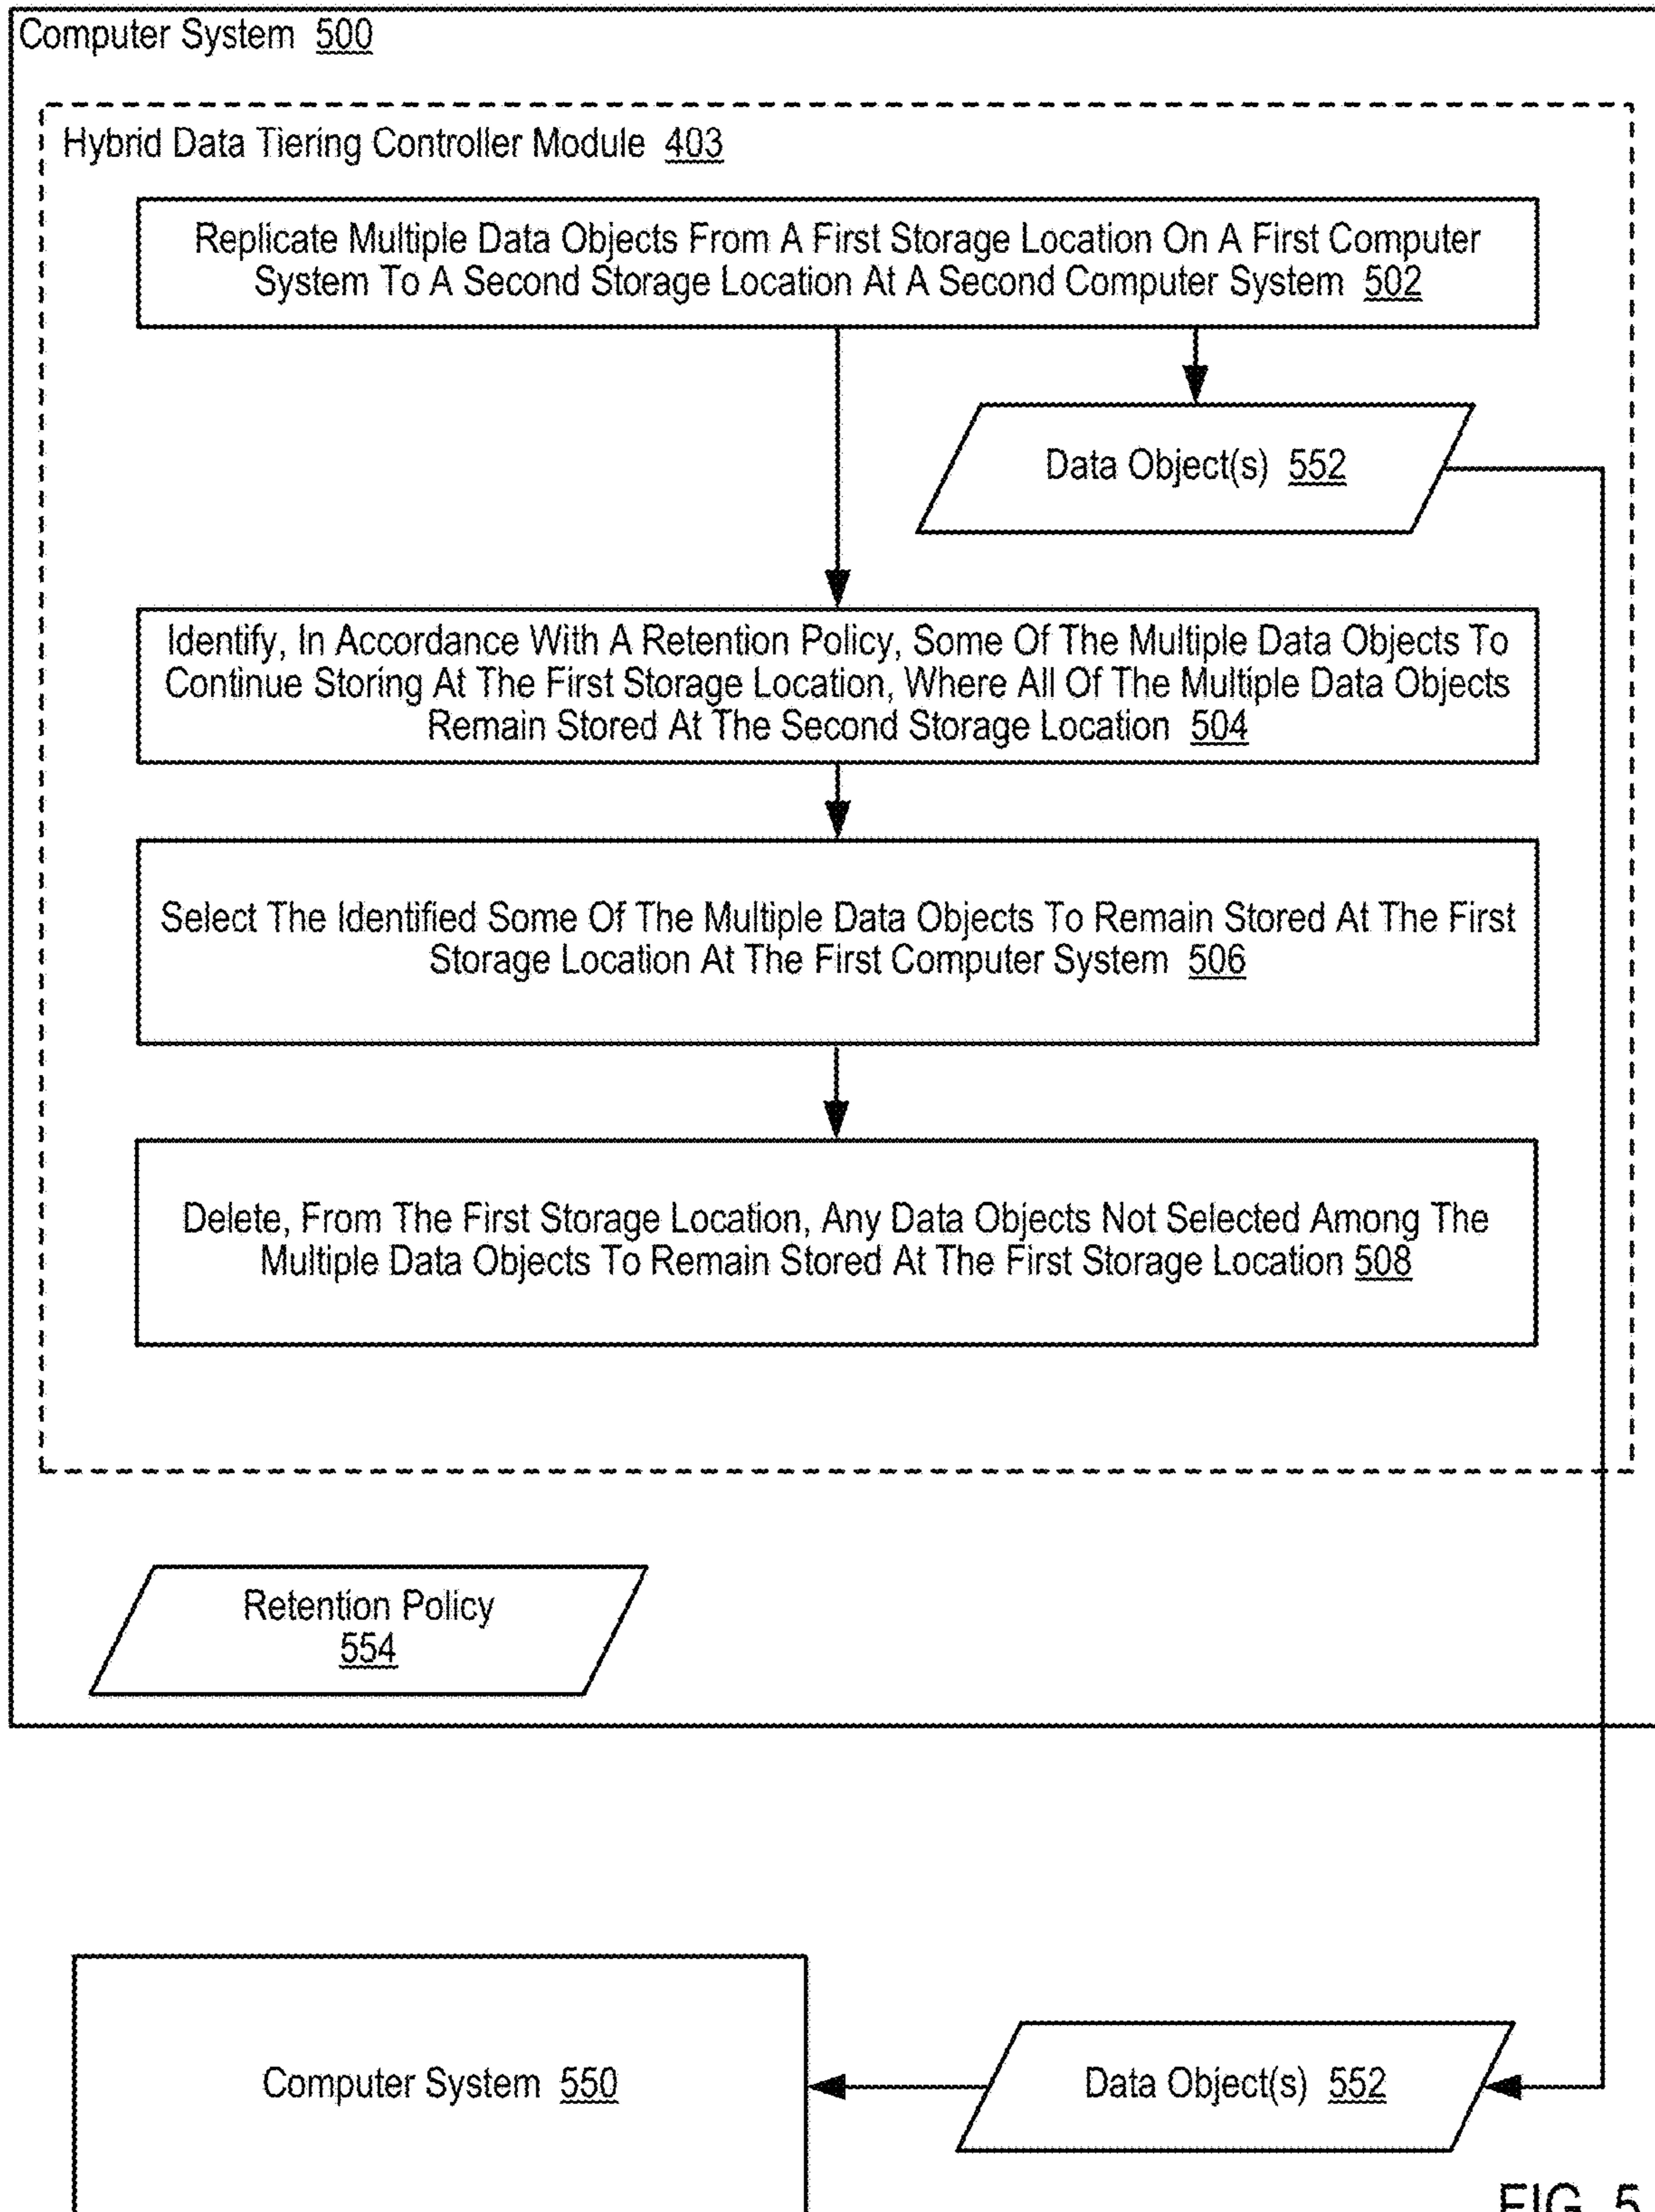 Computer System 500
Hybrid Data Tiering Controller Module 403
Replicate Multiple Data Objects From A First Storage Location On A First Computer
System To A Second Storage Location At A Second Computer System 502
Data Object(s) 552
Identify, In Accordance With A Retention Policy, Some Of The Multiple Data Objects To
Continue Storing At The First Storage Location, Where All Of The Multiple Data Objects
Remain Stored At The Second Storage Location 504
Select The Identified Some Of The Multiple Data Objects To Remain Stored At The First
Storage Location At The First Computer System 506
Delete, From The First Storage Location, Any Data Objects Not Selected Among The
Multiple Data Objects To Remain Stored At The First Storage Location 508
Retention Policy
554
Computer System 550
Data Object(s) 552
FIG. 5